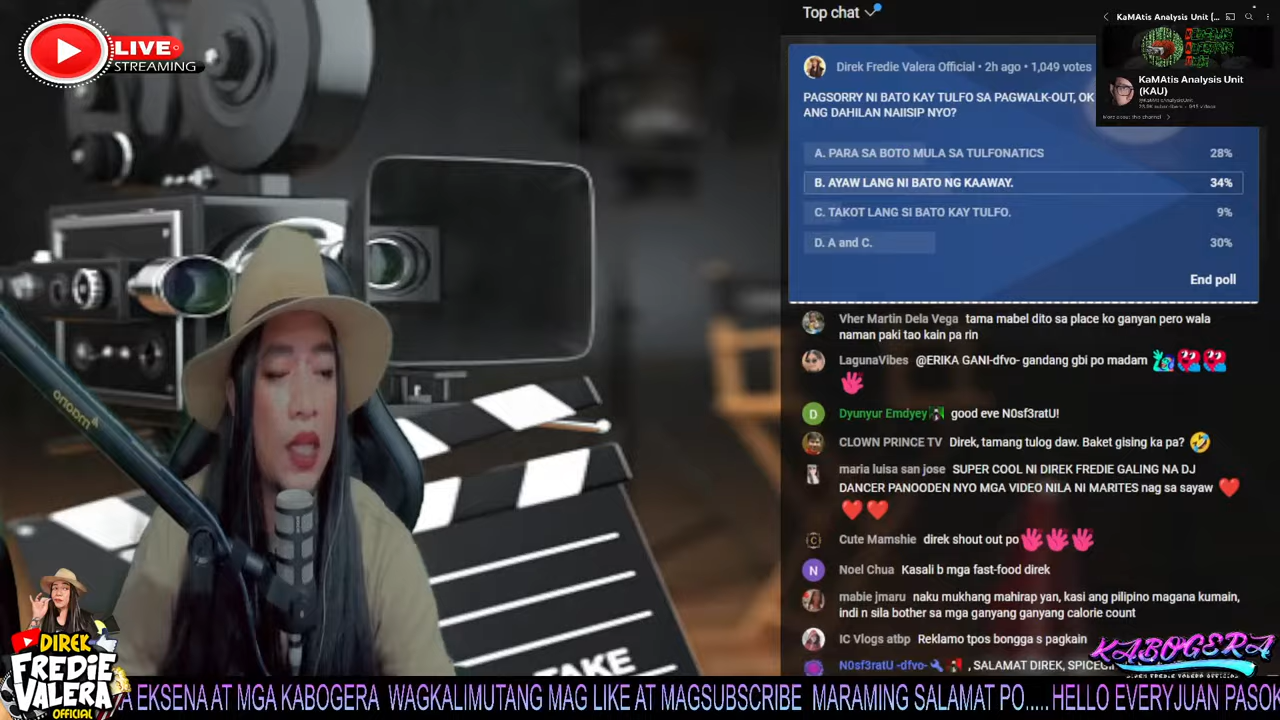 LIVE
STREAMING
Top chat
KaMAtis Analysis Unit (...
KaMAtis Analysis Unit
(KAU)
More about this channel
Direk Fredie Valera Official • 2h ago • 1,049 votes
PAGSORRY NI BATO KAY TULFO SA PAGWALK-OUT, OK
ANG DAHILAN NAIISIP NYO?
A. PARA SA BOTO MULA SA TULFONATICS 28%
B. AYAW LANG NI BATO NG KAAWAY. 34%
C. TAKOT LANG SI BATO KAY TULFO. 9%
D. A and C. 30%
End poll
Vher Martin Dela Vega tama mabel dito sa place ko ganyan pero wala
naman paki tao kain pa rin
LagunaVibes @ERIKA GANI-dfvo- gandang gbi po madam
D Dyunyur Emdyey good eve N0sf3ratU!
CLOWN PRINCE TV Direk, tamang tulog daw. Baket gising ka pa? 🤣
maria luisa san jose SUPER COOL NI DIREK FREDIE GALING NA DJ
DANCER PANOODEN NYO MGA VIDEO NILA NI MARITES nag sa sayaw ❤️
❤️❤️
C Cute Mamshie direk shout out po
N Noel Chua Kasali b mga fast-food direk
mabie jmaru naku mukhang mahirap yan, kasi ang pilipino magana kumain,
indi n sila bother sa mga ganyang ganyang calorie count
IC Vlogs atbp Reklamo tpos bongga s pagkain
N0sf3ratU -dfvo- , SALAMAT DIREK,
KABOGERA
maono
TAKE
DIREK
FREDIE
VALERA
OFFICIAL
A EKSENA AT MGA KABOGERA WAGKALIMUTANG MAG LIKE AT MAGSUBSCRIBE MARAMING SALAMAT PO..... HELLO EVERYJUAN PASOK